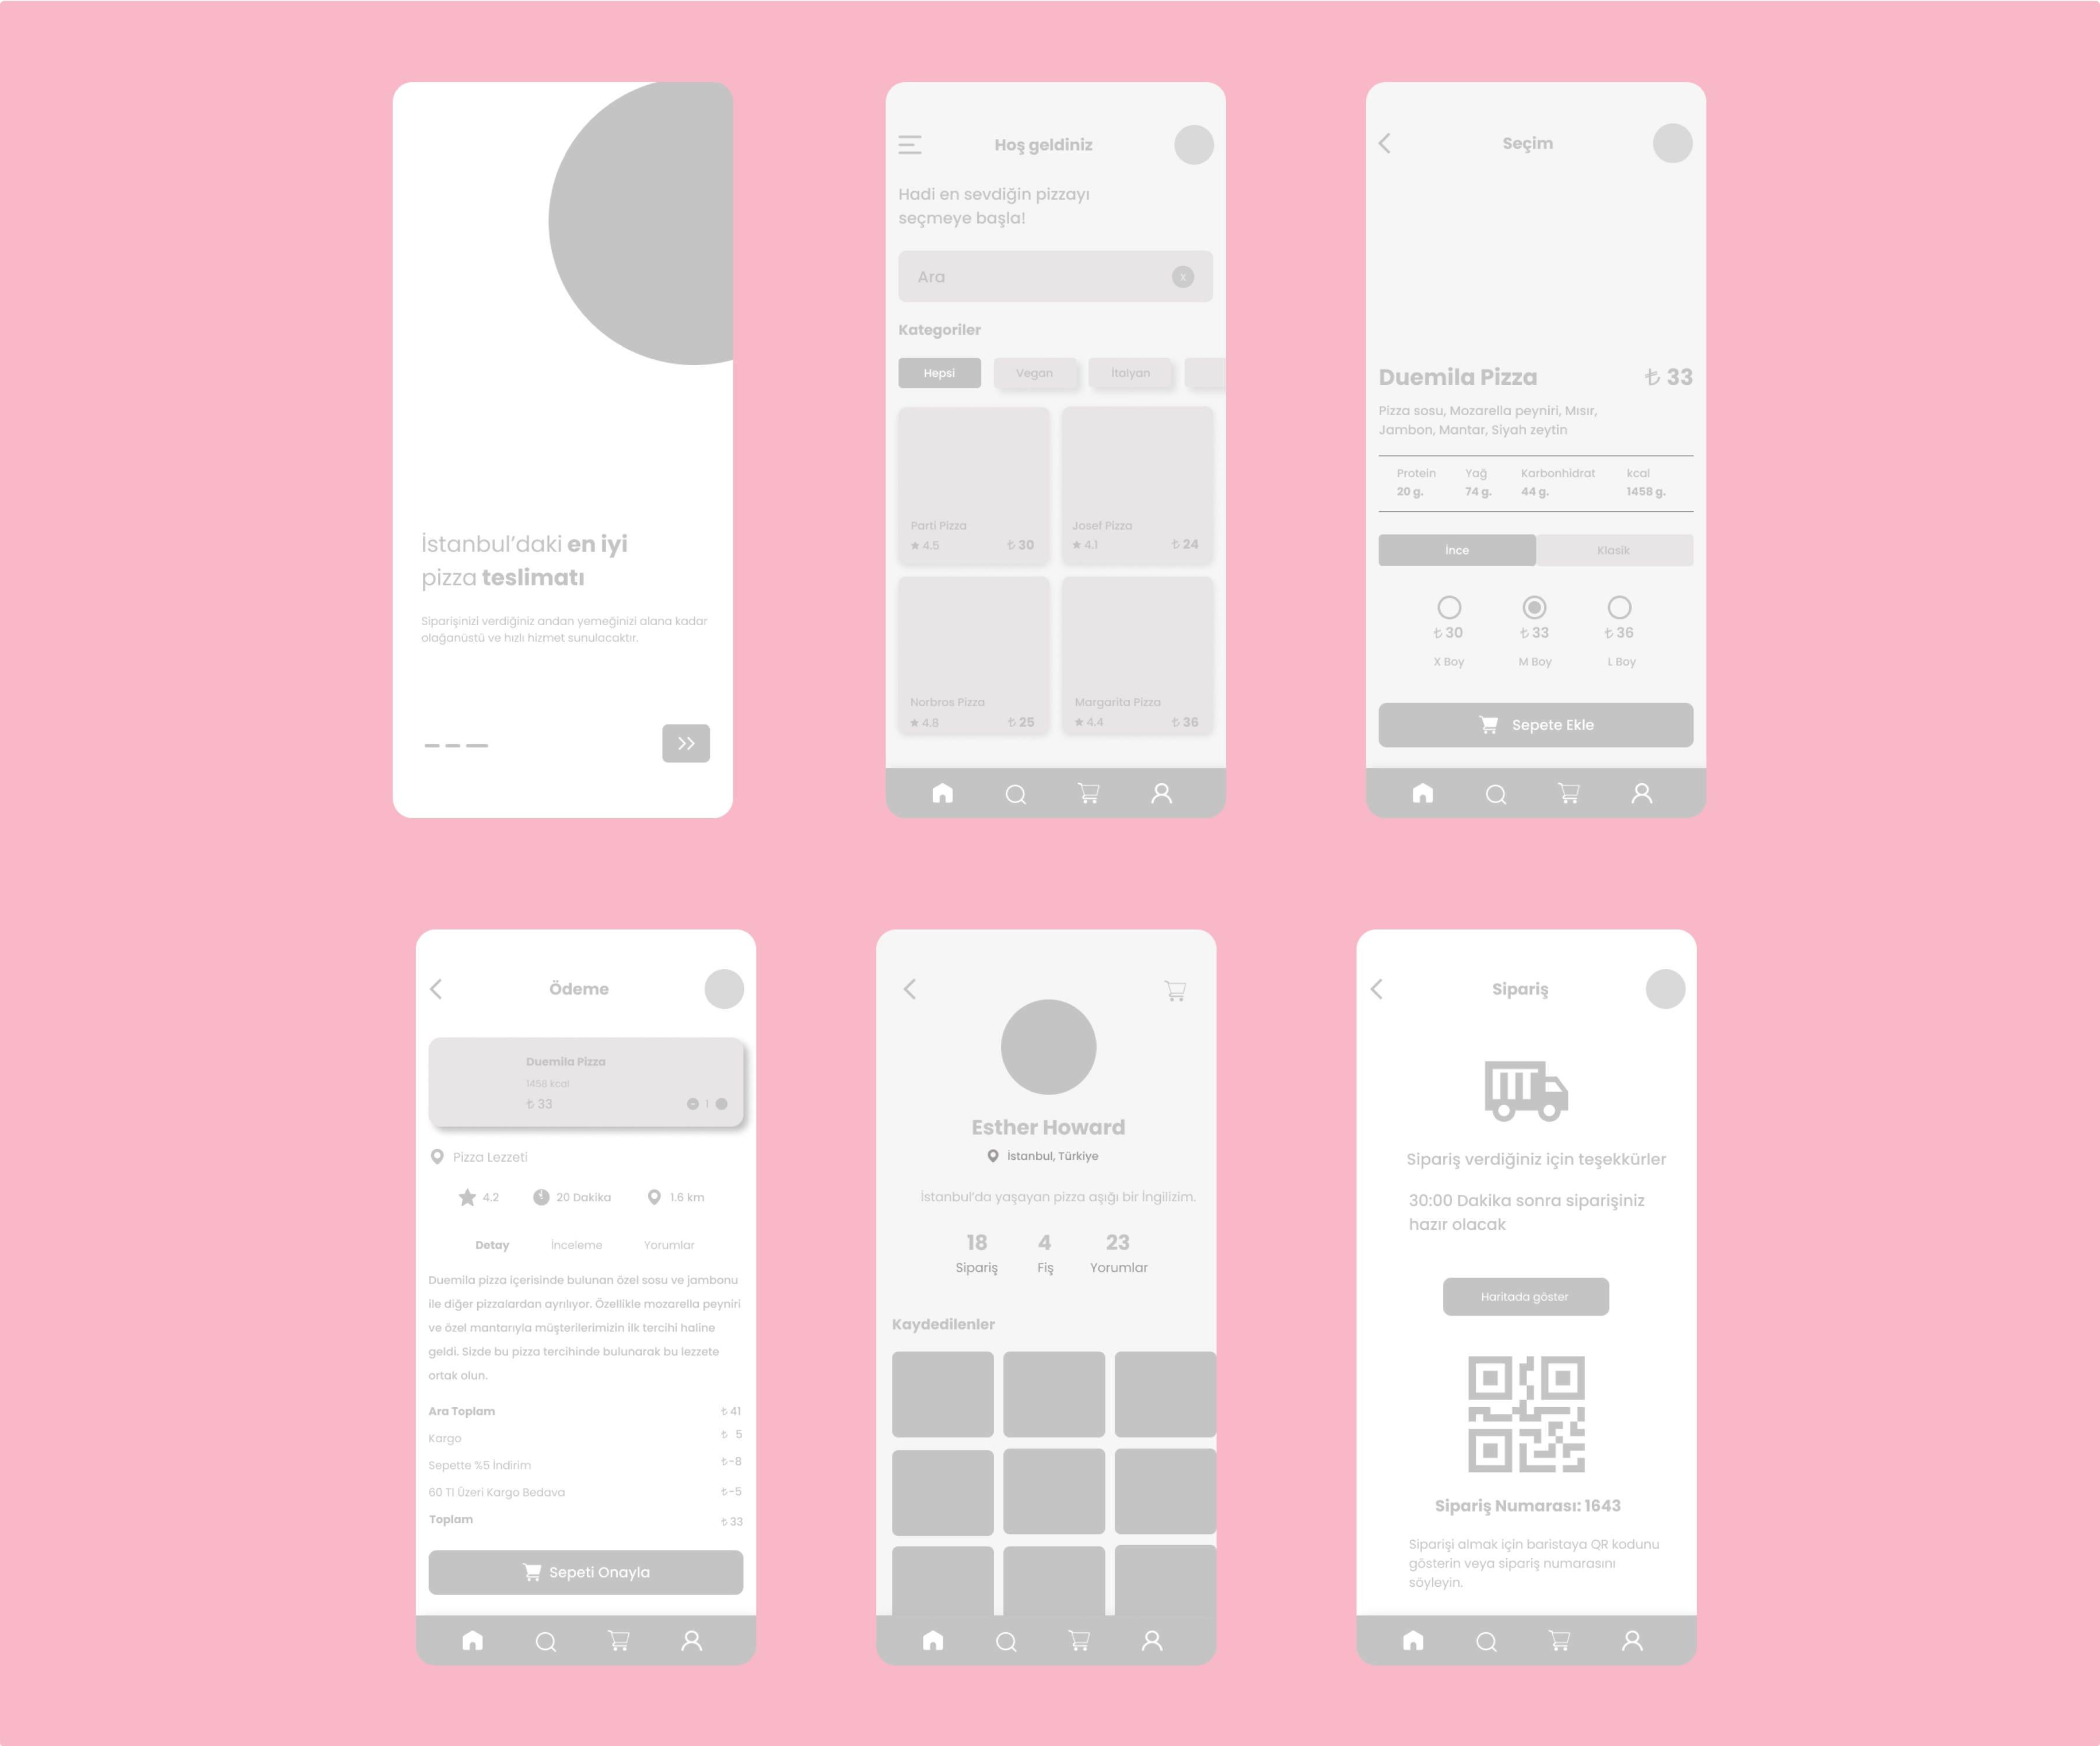 İstanbul'daki en iyi
pizza teslimatı
Siparişinizi verdiğiniz andan yemeğinizi alana kadar
olağanüstü ve hızlı hizmet sunulacaktır.
Hoş geldiniz
Hadi en sevdiğin pizzayı
seçmeye başla!
Ara
x
Kategoriler
Hepsi Vegan İtalyan
Parti Pizza
4.5 ₺ 30
Josef Pizza
4.1 ₺ 24
Norbros Pizza
4.8 ₺ 25
Margarita Pizza
4.4 ₺ 36
Seçim
Duemila Pizza ₺ 33
Pizza sosu, Mozarella peyniri, Mısır,
Jambon, Mantar, Siyah zeytin
Protein Yağ Karbonhidrat kcal
20 g. 74 g. 44 g. 1458 g.
İnce Klasik
₺ 30 ₺ 33 ₺ 36
X Boy M Boy L Boy
Sepete Ekle
Ödeme
Duemila Pizza
1458 kcal
₺ 33
1
Pizza Lezzeti
4.2 20 Dakika 1.6 km
Detay İnceleme Yorumlar
Duemila pizza içerisinde bulunan özel sosu ve jambonu
ile diğer pizzalardan ayrılıyor. Özellikle mozarella peyniri
ve özel mantarıyla müşterilerimizin ilk tercihi haline
geldi. Sizde bu pizza tercihinde bulunarak bu lezzete
ortak olun.
Ara Toplam ₺ 41
Kargo ₺ 5
Sepette %5 İndirim ₺-8
60 Tl Üzeri Kargo Bedava ₺-5
Toplam ₺ 33
Sepeti Onayla
Esther Howard
İstanbul, Türkiye
İstanbul'da yaşayan pizza aşığı bir İngilizim.
18 4 23
Sipariş Fiş Yorumlar
Kaydedilenler
Sipariş
Sipariş verdiğiniz için teşekkürler
30:00 Dakika sonra siparişiniz
hazır olacak
Haritada göster
Sipariş Numarası: 1643
Siparişi almak için baristaya QR kodunu
gösterin veya sipariş numarasını
söyleyin.